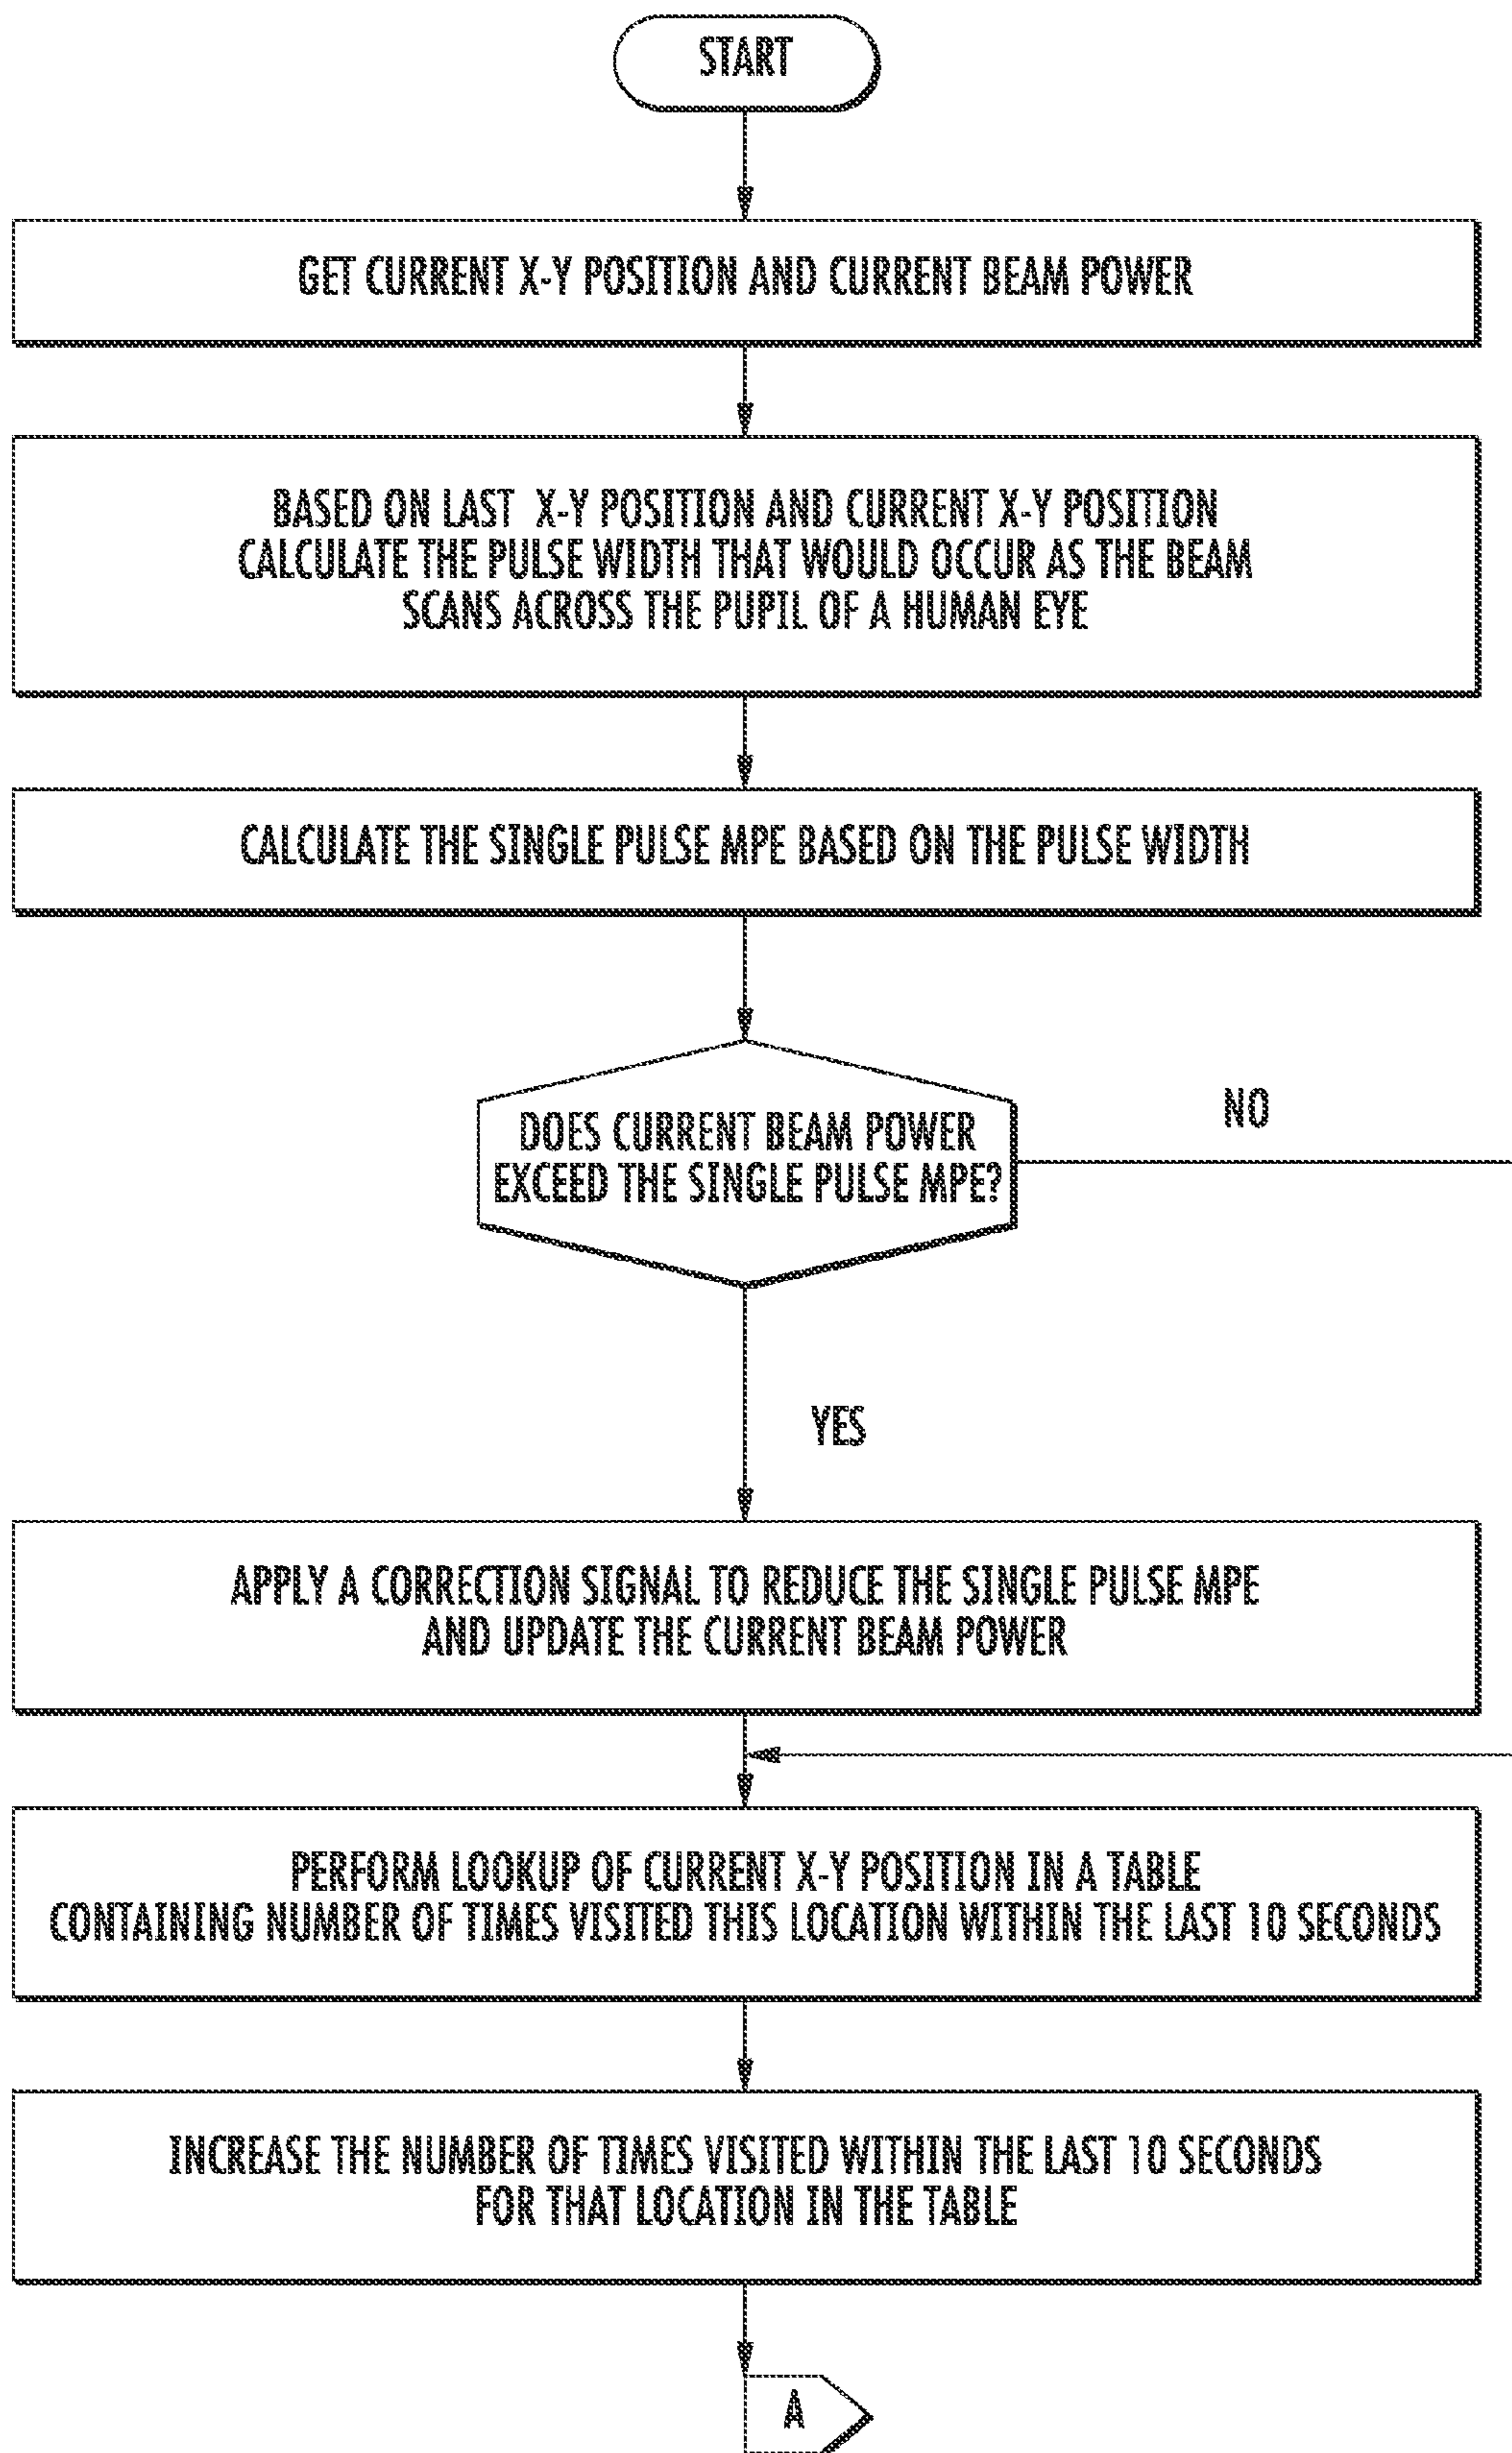 START
GET CURRENT X-Y POSITION AND CURRENT BEAM POWER
BASED ON LAST X-Y POSITION AND CURRENT X-Y POSITION
CALCULATE THE PULSE WIDTH THAT WOULD OCCUR AS THE BEAM
SCANS ACROSS THE PUPIL OF A HUMAN EYE
CALCULATE THE SINGLE PULSE MPE BASED ON THE PULSE WIDTH
DOES CURRENT BEAM POWER
EXCEED THE SINGLE PULSE MPE?
NO
YES
APPLY A CORRECTION SIGNAL TO REDUCE THE SINGLE PULSE MPE
AND UPDATE THE CURRENT BEAM POWER
PERFORM LOOKUP OF CURRENT X-Y POSITION IN A TABLE
CONTAINING NUMBER OF TIMES VISITED THIS LOCATION WITHIN THE LAST 10 SECONDS
INCREASE THE NUMBER OF TIMES VISITED WITHIN THE LAST 10 SECONDS
FOR THAT LOCATION IN THE TABLE
A